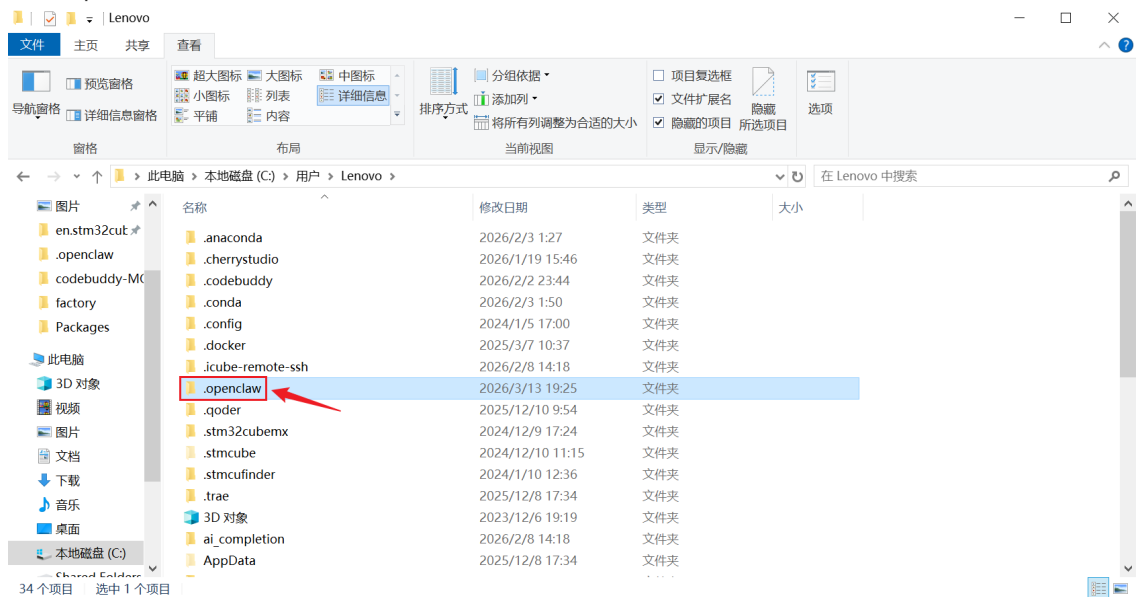 Lenovo
文件 主页 共享 查看
导航窗格 预览窗格 详细信息窗格
窗格
超大图标 大图标 中图标
小图标 列表 详细信息
平铺 内容
布局
排序方式 分组依据
添加列
将所有列调整为合适的大小
当前视图
项目复选框
文件扩展名
隐藏的项目
隐藏
所选项目
显示/隐藏
选项
此电脑 > 本地磁盘 (C:) > 用户 > Lenovo >
在 Lenovo 中搜索
图片
en.stm32cut
.openclaw
codebuddy-MC
factory
Packages
此电脑
3D 对象
视频
图片
文档
下载
音乐
桌面
本地磁盘 (C:)
名称 修改日期 类型 大小
.anaconda 2026/2/3 1:27 文件夹
.cherrystudio 2026/1/19 15:46 文件夹
.codebuddy 2026/2/2 23:44 文件夹
.conda 2026/2/3 1:50 文件夹
.config 2024/1/5 17:00 文件夹
.docker 2025/3/7 10:37 文件夹
.icube-remote-ssh 2026/2/8 14:18 文件夹
.openclaw 2026/3/13 19:25 文件夹
.qoder 2025/12/10 9:54 文件夹
.stm32cubemx 2024/12/9 17:24 文件夹
.stmcube 2024/12/10 11:15 文件夹
.stmcufinder 2024/1/10 12:36 文件夹
.trae 2025/12/8 17:34 文件夹
3D 对象 2023/12/6 19:19 文件夹
ai_completion 2026/2/8 14:18 文件夹
AppData 2025/12/8 17:34 文件夹
34 个项目 选中 1 个项目